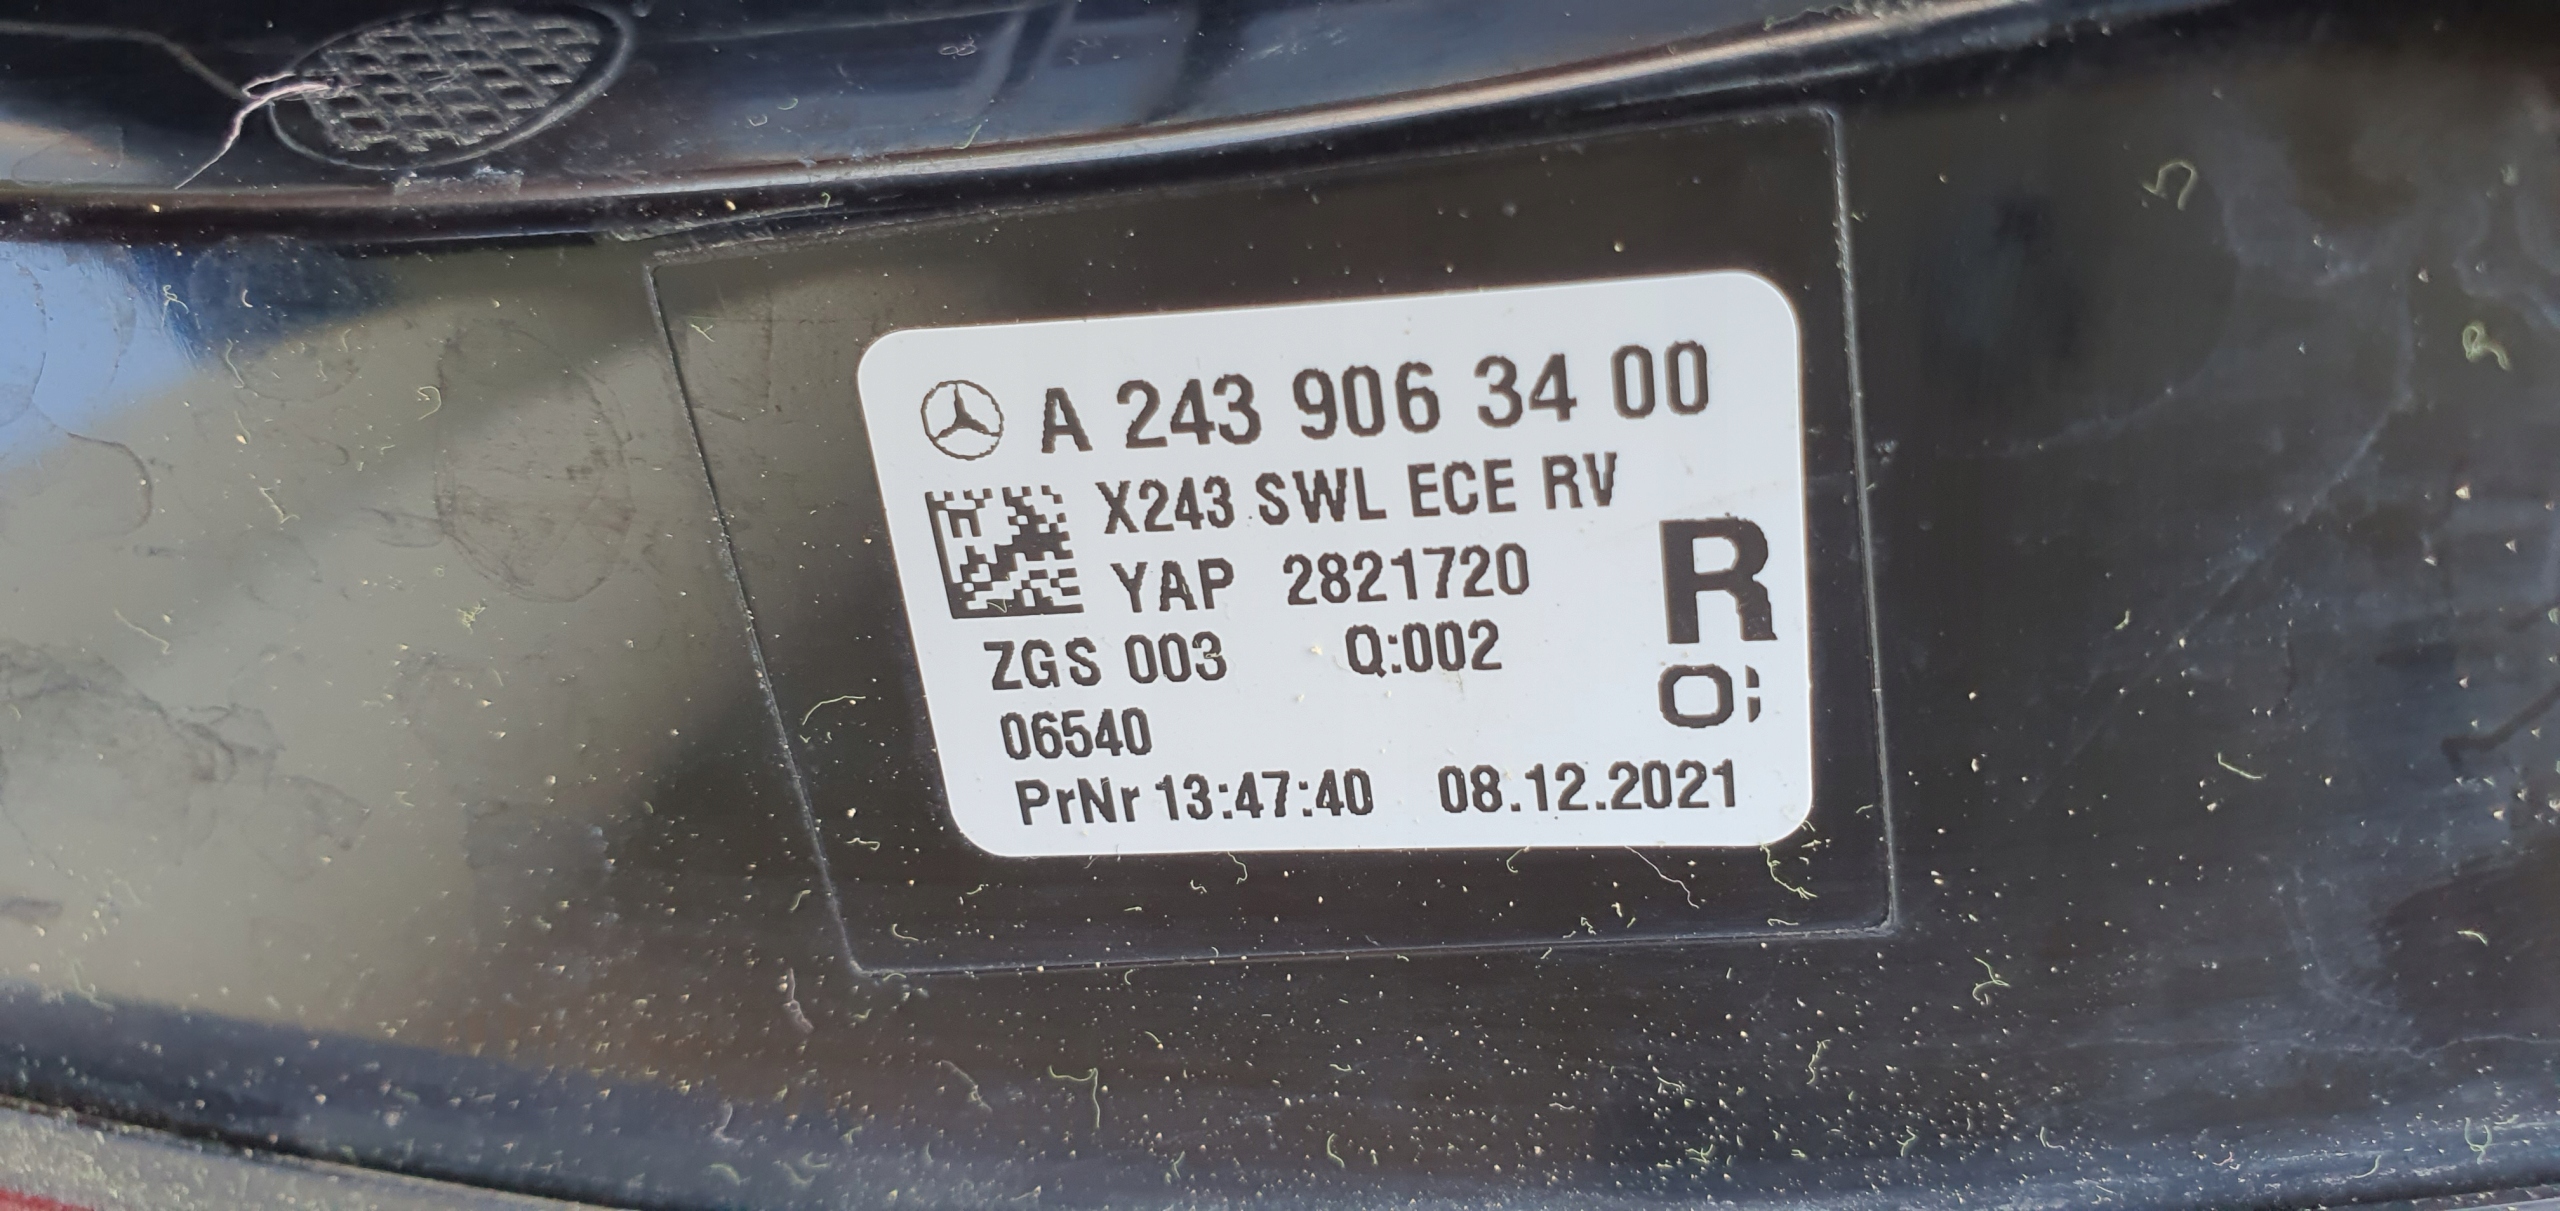 A 243 906 34 00
X243 SWL ECE RV
YAP 2821720
R
ZGS 003 Q:002
06540
PrNr 13:47:40 08.12.2021